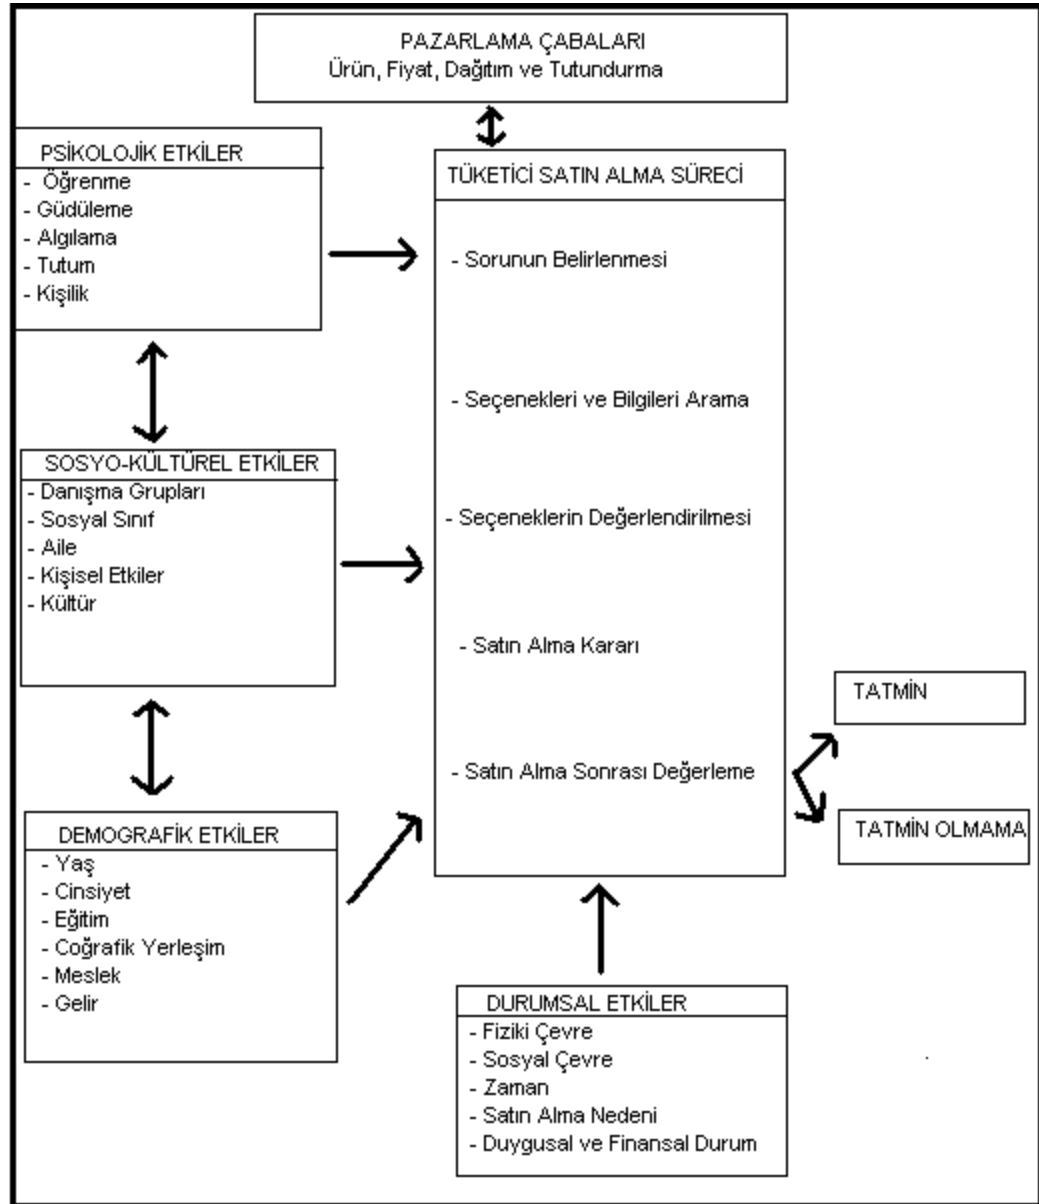 PAZARLAMA ÇABALARI
Ürün, Fiyat, Dağıtım ve Tutundurma
PSİKOLOJİK ETKİLER
- Öğrenme
- Güdüleme
- Algılama
- Tutum
- Kişilik
TÜKETİCİ SATIN ALMA SÜRECİ
- Sorunun Belirlenmesi
- Seçenekleri ve Bilgileri Arama
- Seçeneklerin Değerlendirilmesi
- Satın Alma Kararı
- Satın Alma Sonrası Değerleme
SOSYO-KÜLTÜREL ETKİLER
- Danışma Grupları
- Sosyal Sınıf
- Aile
- Kişisel Etkiler
- Kültür
TATMİN
TATMİN OLMAMA
DEMOGRAFİK ETKİLER
- Yaş
- Cinsiyet
- Eğitim
- Coğrafik Yerleşim
- Meslek
- Gelir
DURUMSAL ETKİLER
- Fiziki Çevre
- Sosyal Çevre
- Zaman
- Satın Alma Nedeni
- Duygusal ve Finansal Durum